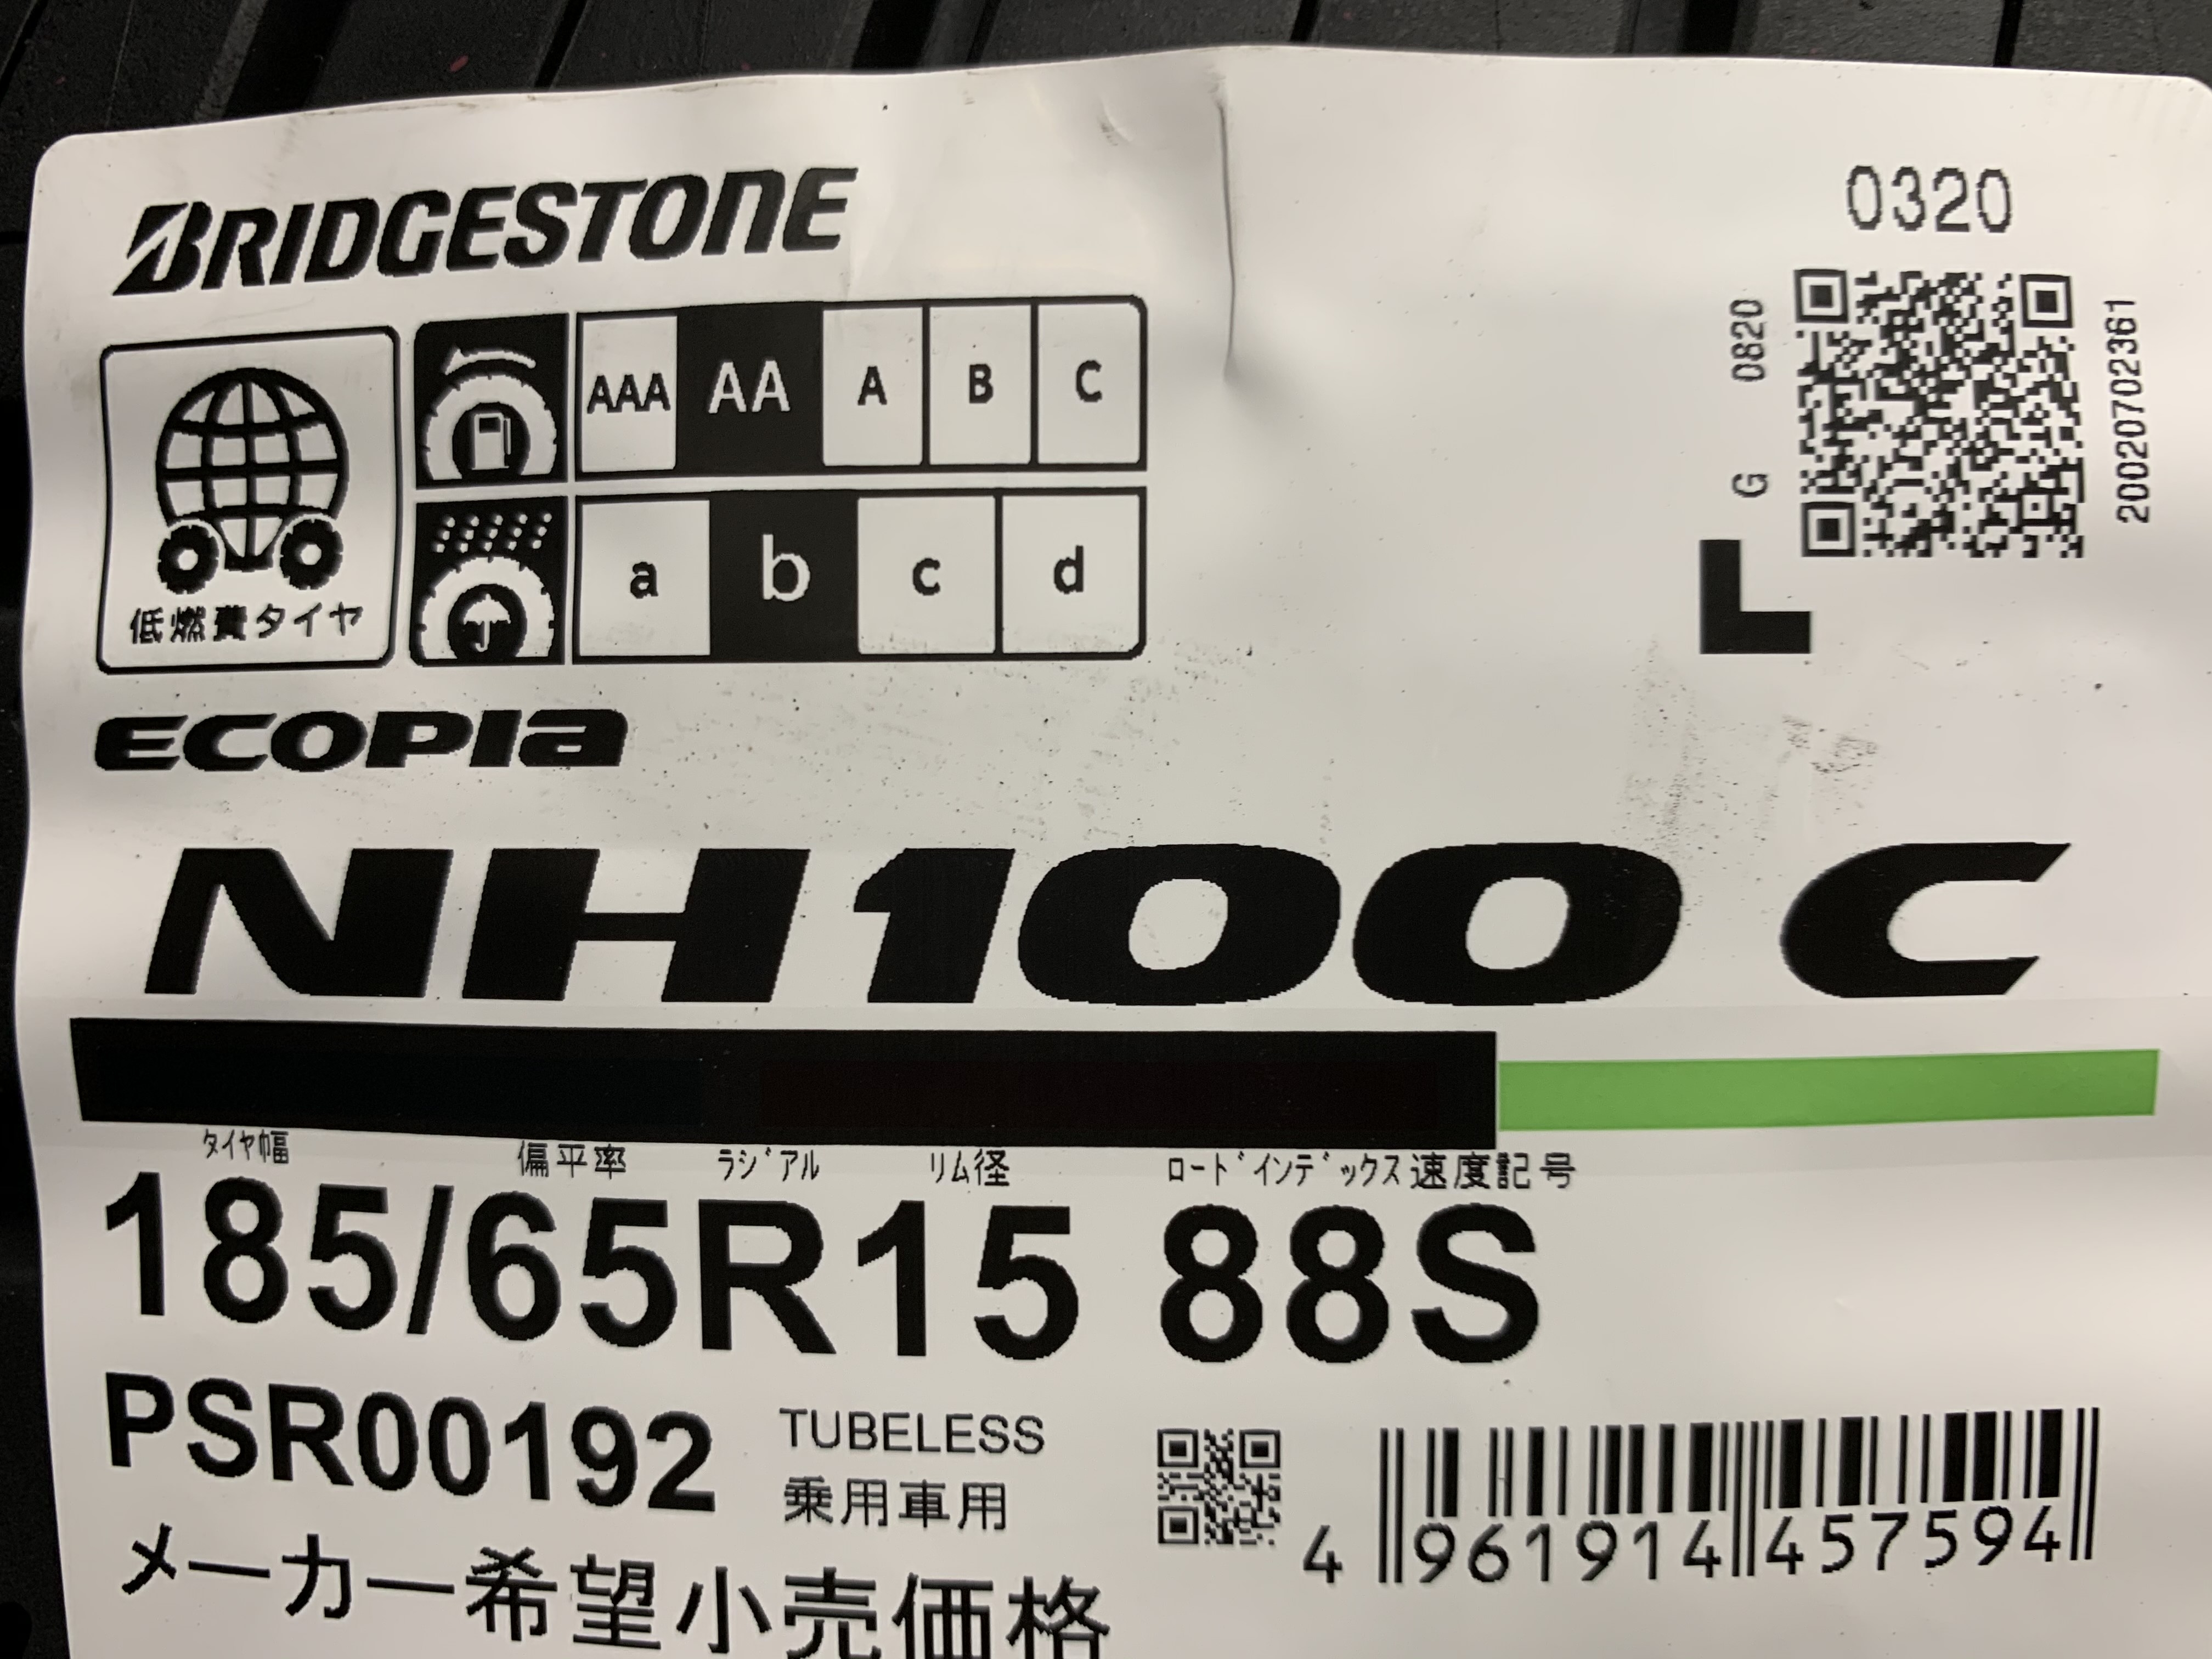 BRIDGESTONE
0320
AAA AA A B C
G 0820
2002070702361
a b c d
低燃費タイヤ
L
ECOPIA
NH100 C
タイヤ幅 偏平率 ラジアル リム径 ロードインデックス 速度記号
185/65R15 88S
PSR00192
TUBELESS
乗用車用
4 961914 457594
メーカー希望小売価格